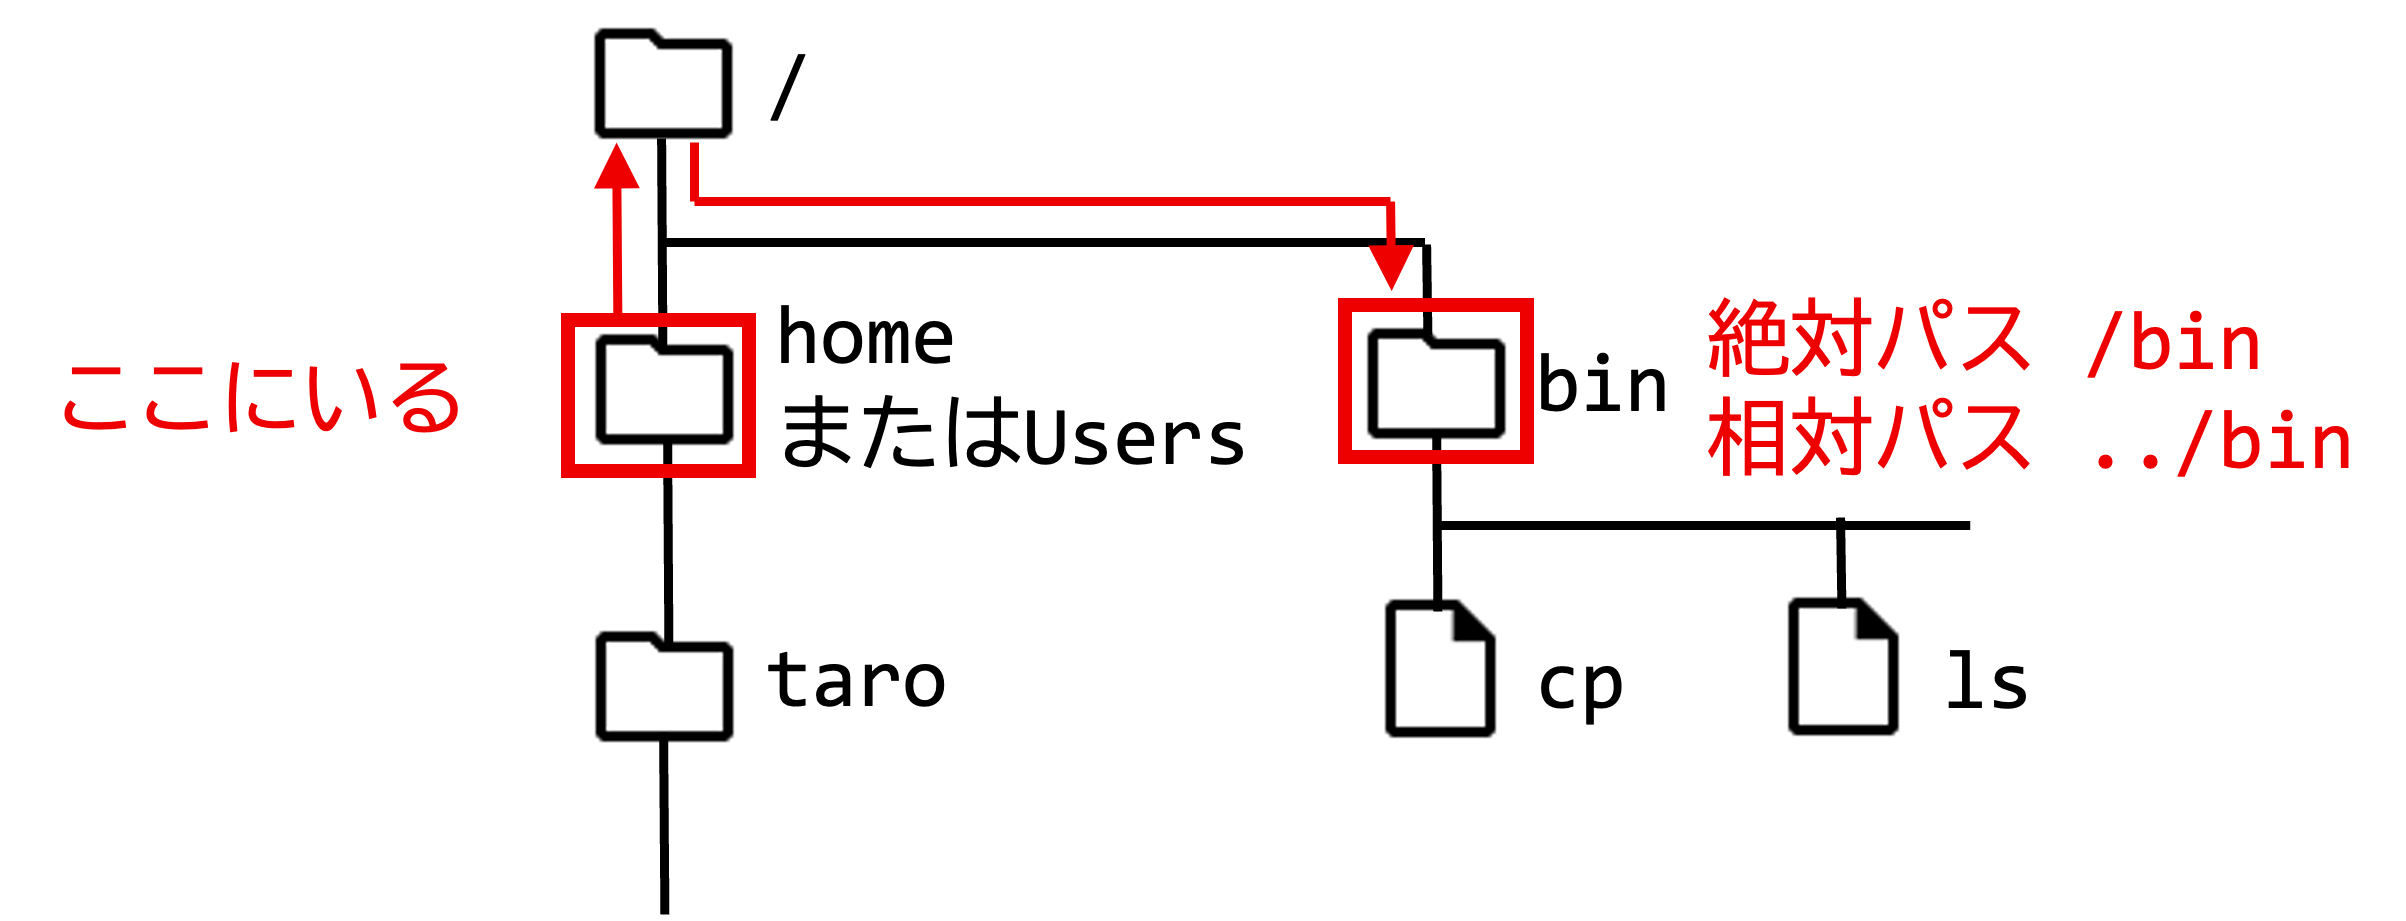 /
ここにいる
home
またはUsers
bin
絶対パス /bin
相対パス ../bin
taro
cp
ls